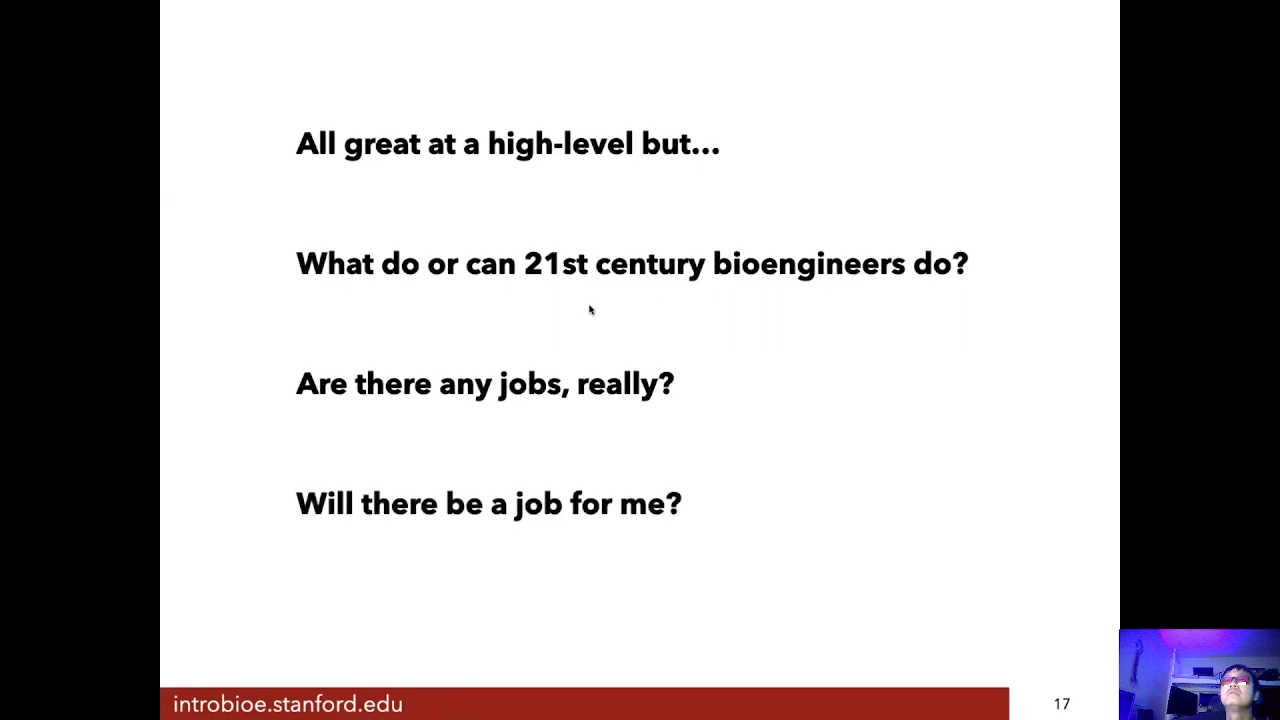 All great at a high-level but...
What do or can 21st century bioengineers do?
Are there any jobs, really?
Will there be a job for me?
introbioe.stanford.edu
17